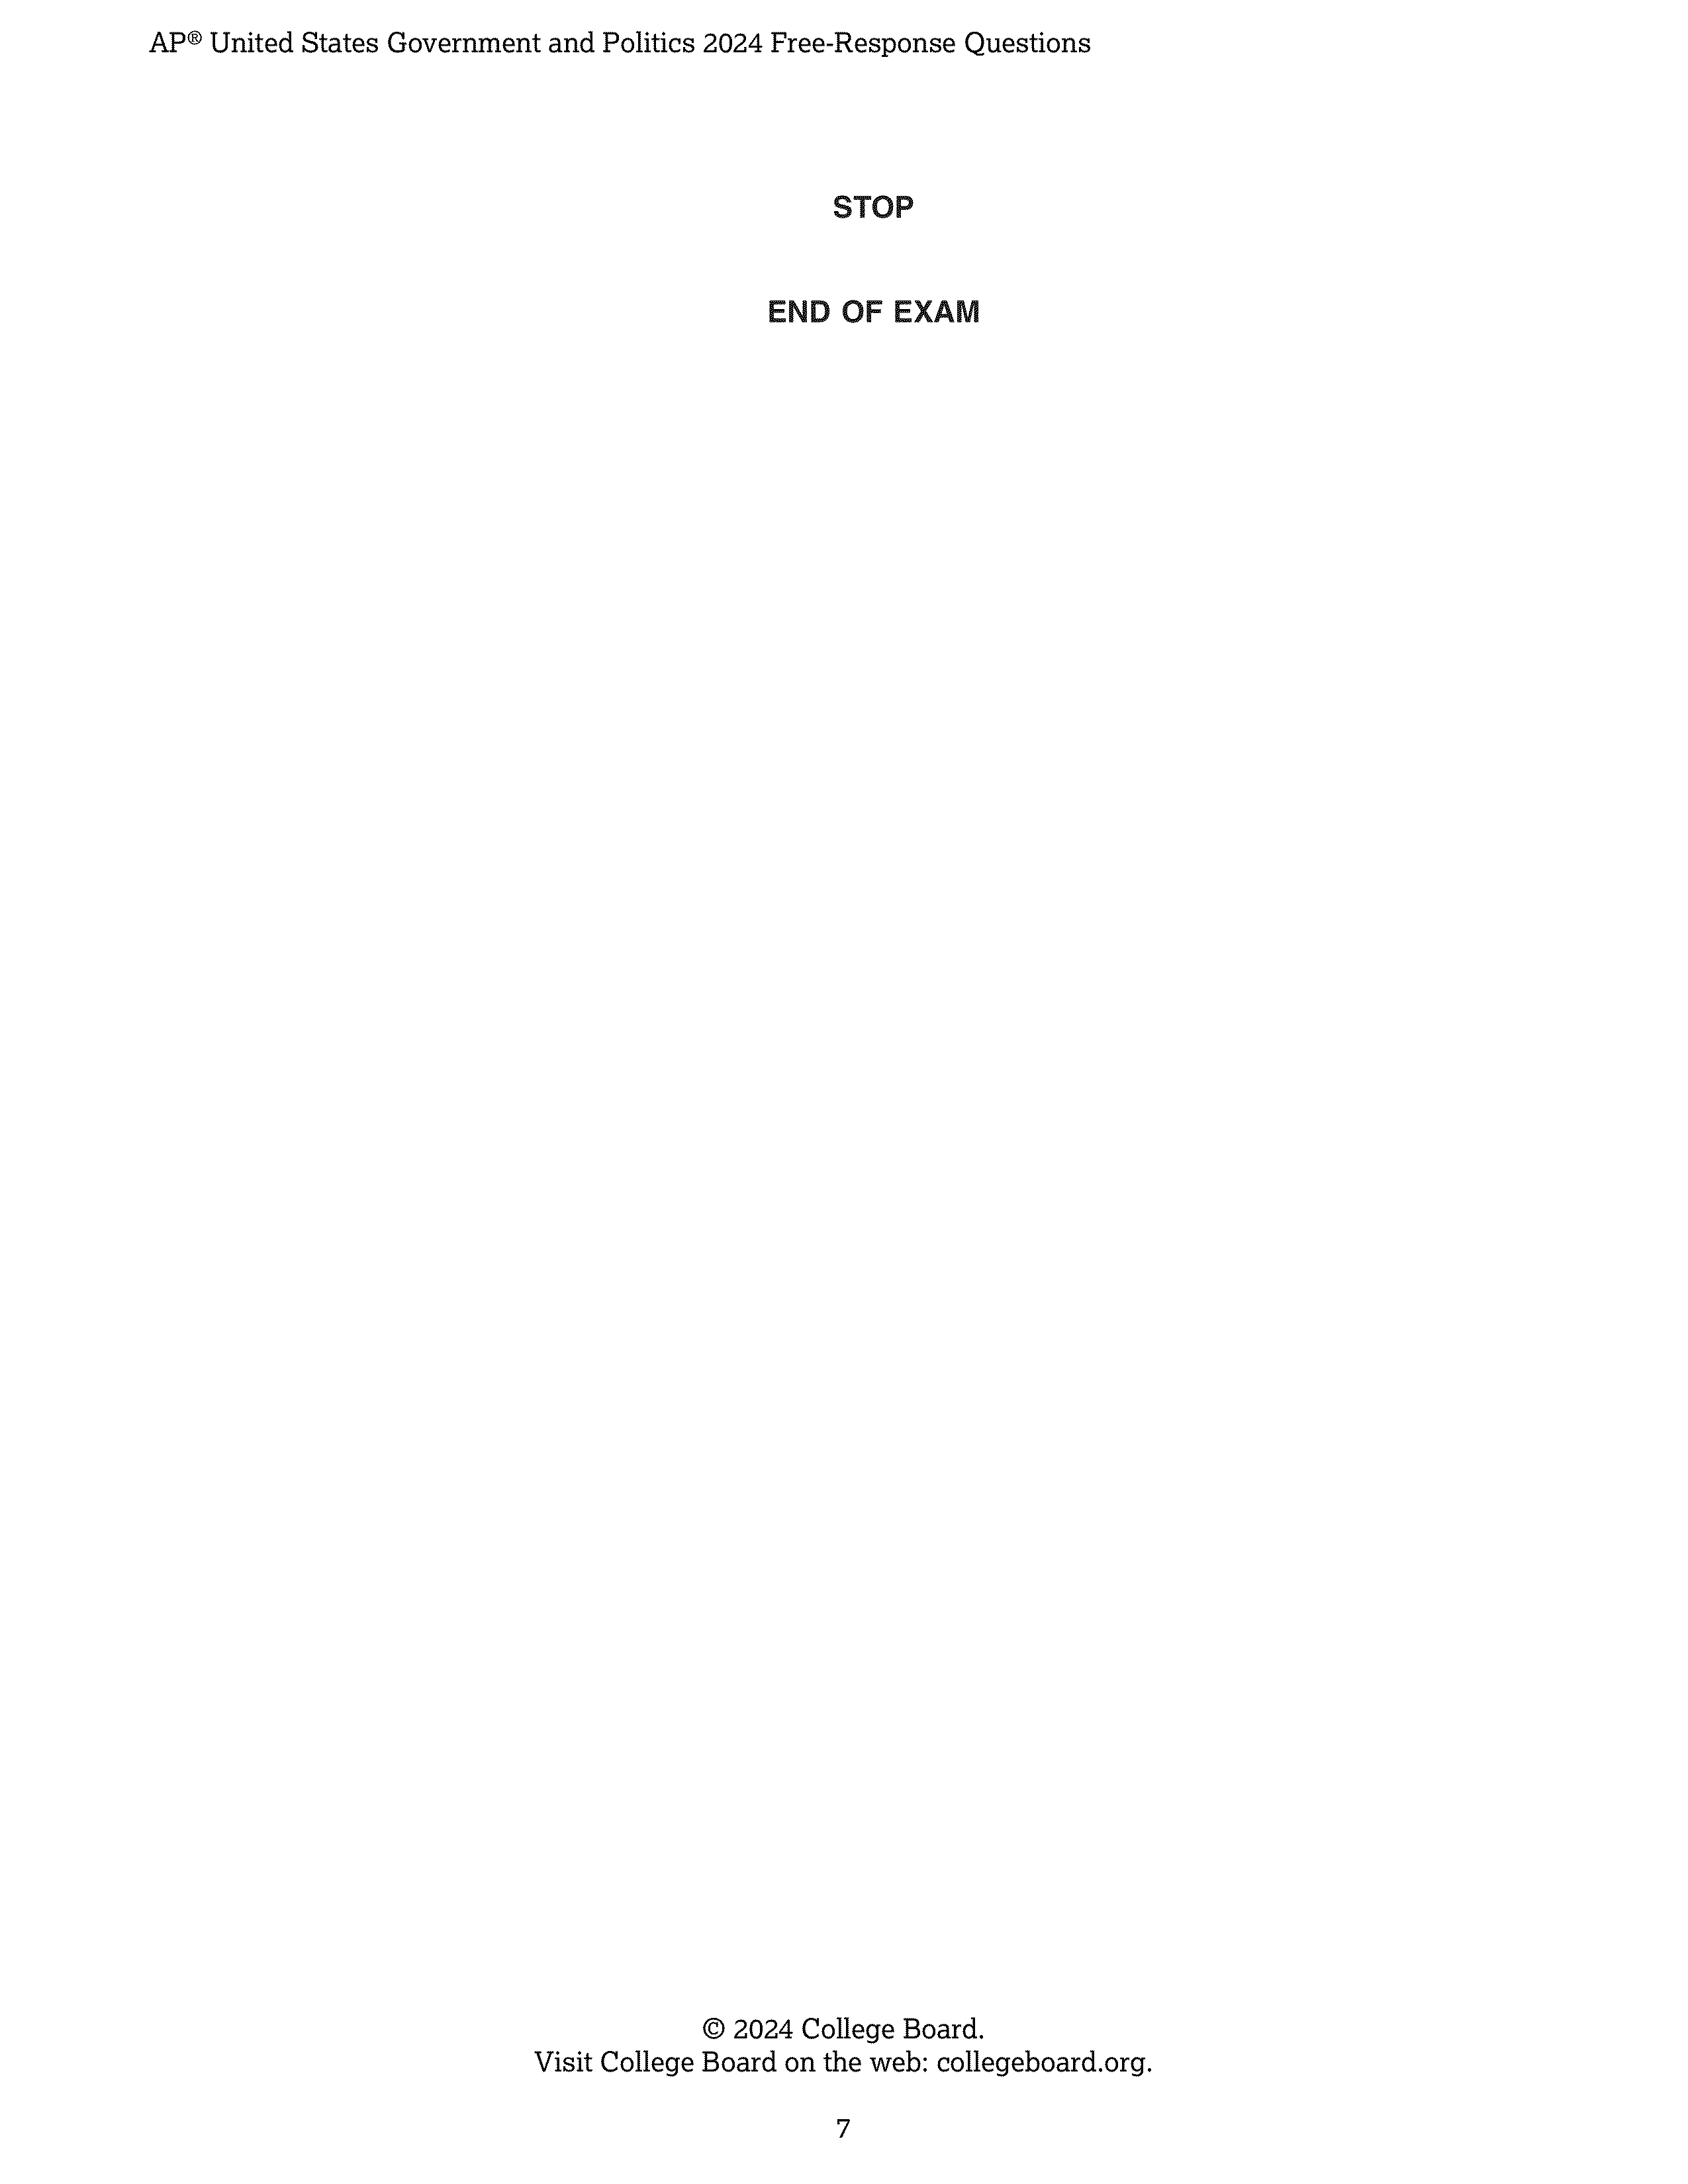 AP® United States Government and Politics 2024 Free-Response Questions
STOP
END OF EXAM
© 2024 College Board.
Visit College Board on the web: collegeboard.org.
7